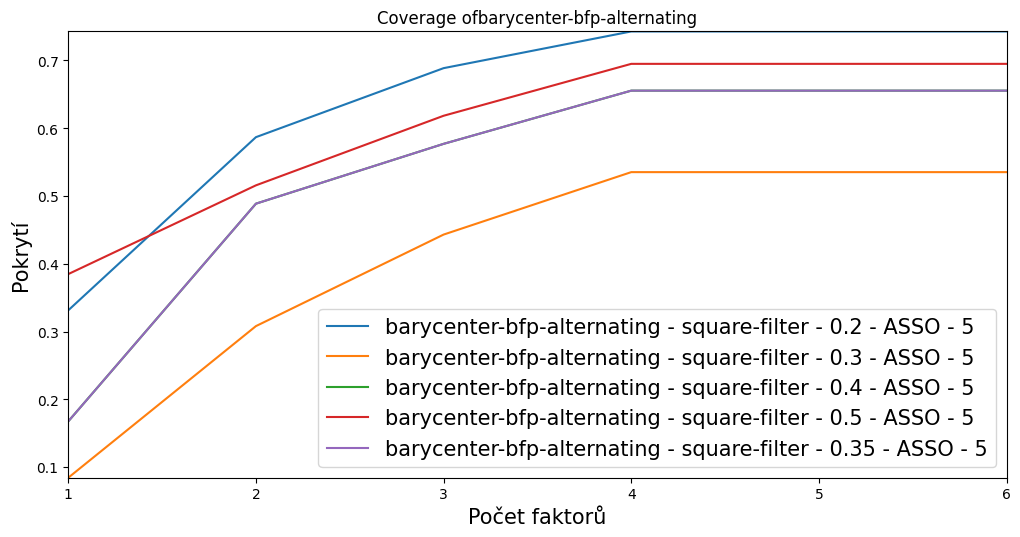 Coverage ofbarycenter-bfp-alternating
0.7
0.6
0.5
0.4
0.3
0.2
0.1
Pokrytí
barycenter-bfp-alternating - square-filter - 0.2 - ASSO - 5
barycenter-bfp-alternating - square-filter - 0.3 - ASSO - 5
barycenter-bfp-alternating - square-filter - 0.4 - ASSO - 5
barycenter-bfp-alternating - square-filter - 0.5 - ASSO - 5
barycenter-bfp-alternating - square-filter - 0.35 - ASSO - 5
1 2 3 4 5 6
Počet faktorů